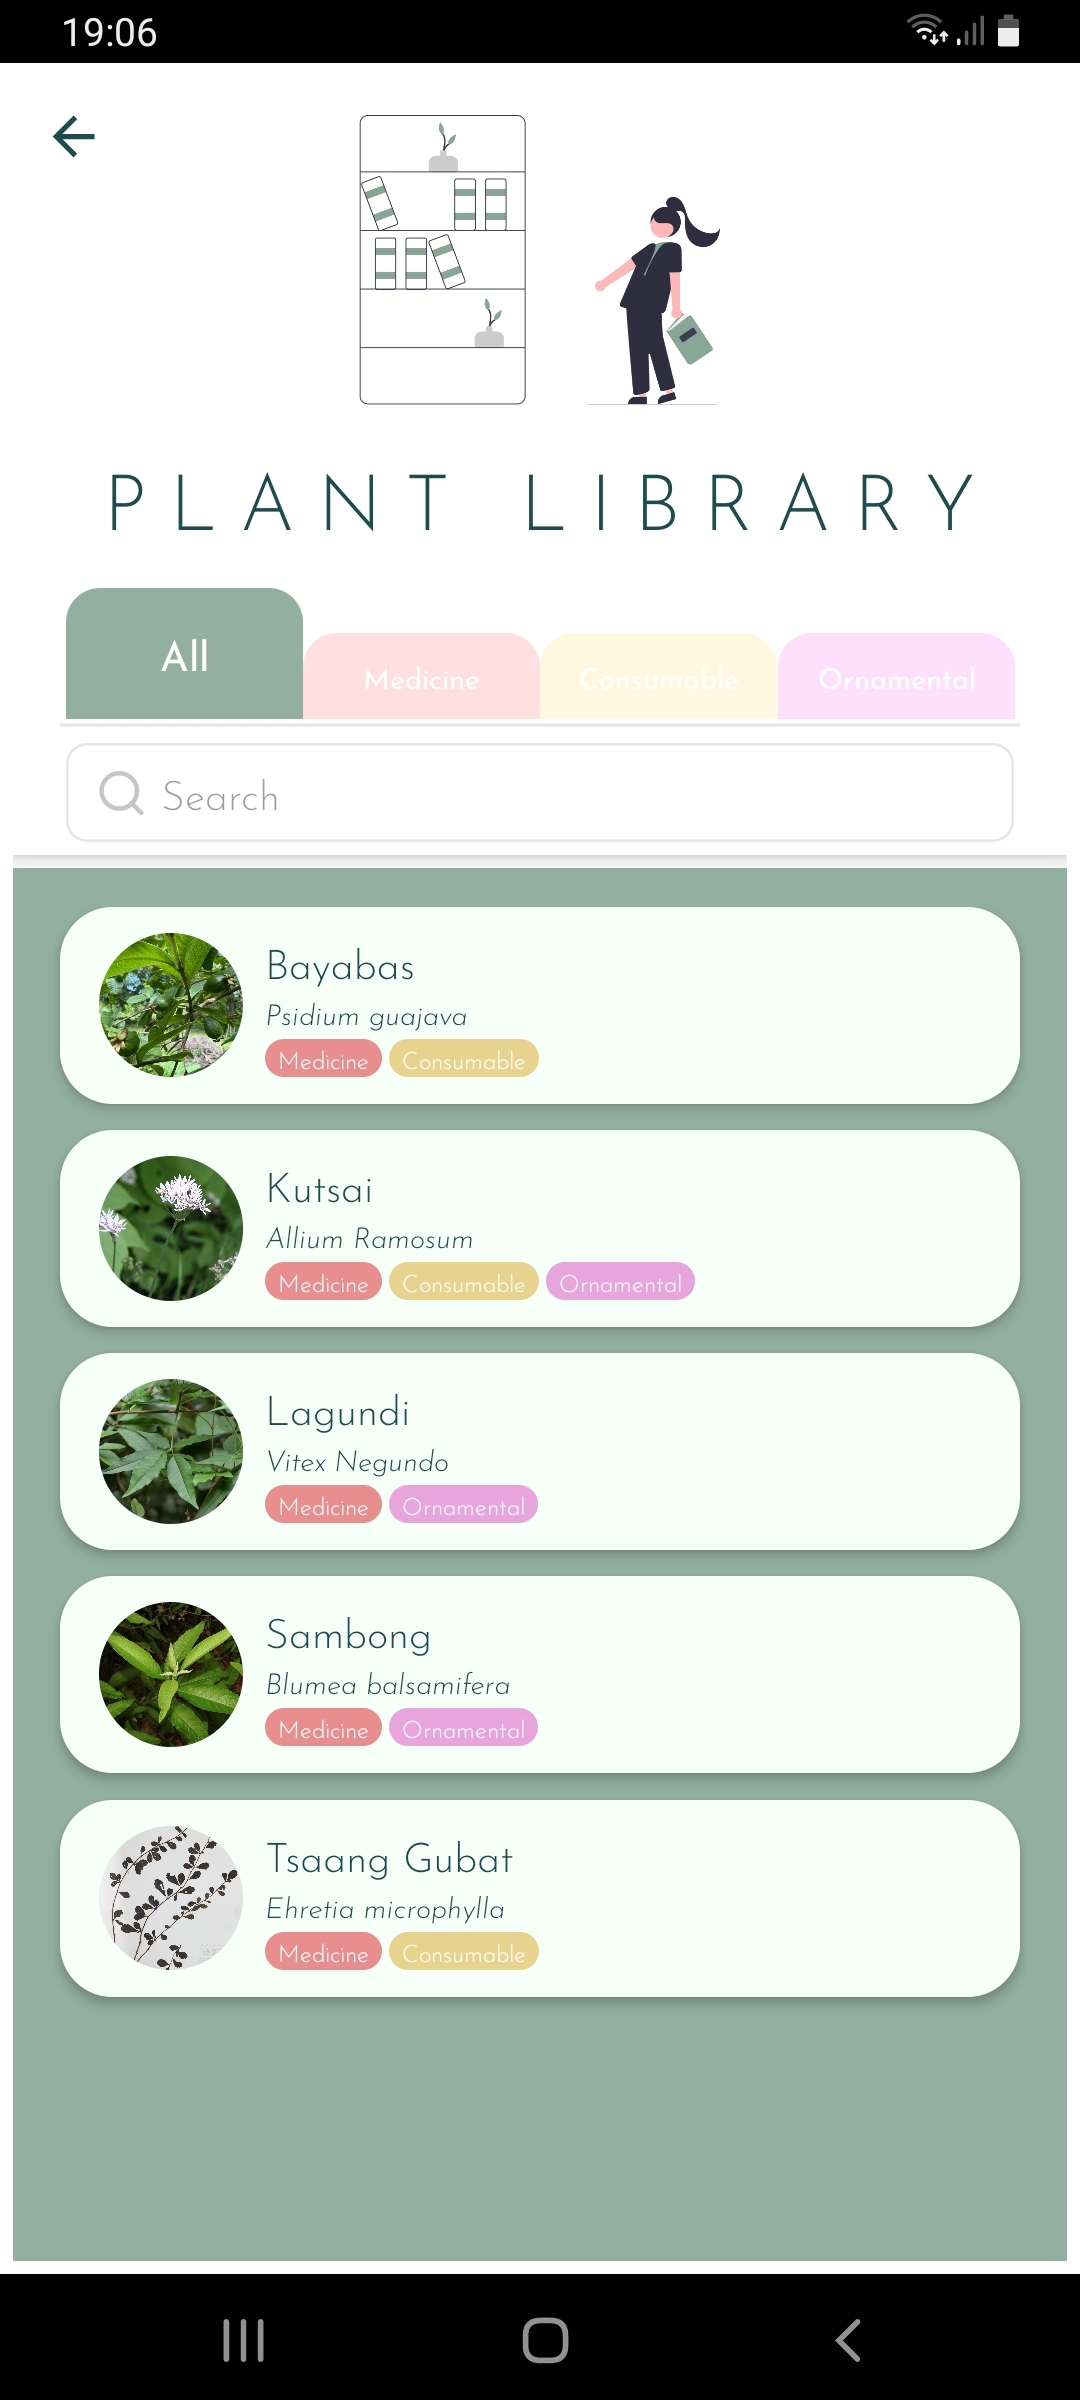 19:06
PLANT LIBRARY
All
Medicine
Consumable
Ornamental
Search
Bayabas
Psidium guajava
Medicine Consumable
Kutsai
Allium Ramosum
Medicine Consumable Ornamental
Lagundi
Vitex Negundo
Medicine Ornamental
Sambong
Blumea balsamifera
Medicine Ornamental
Tsaang Gubat
Ehretia microphylla
Medicine Consumable